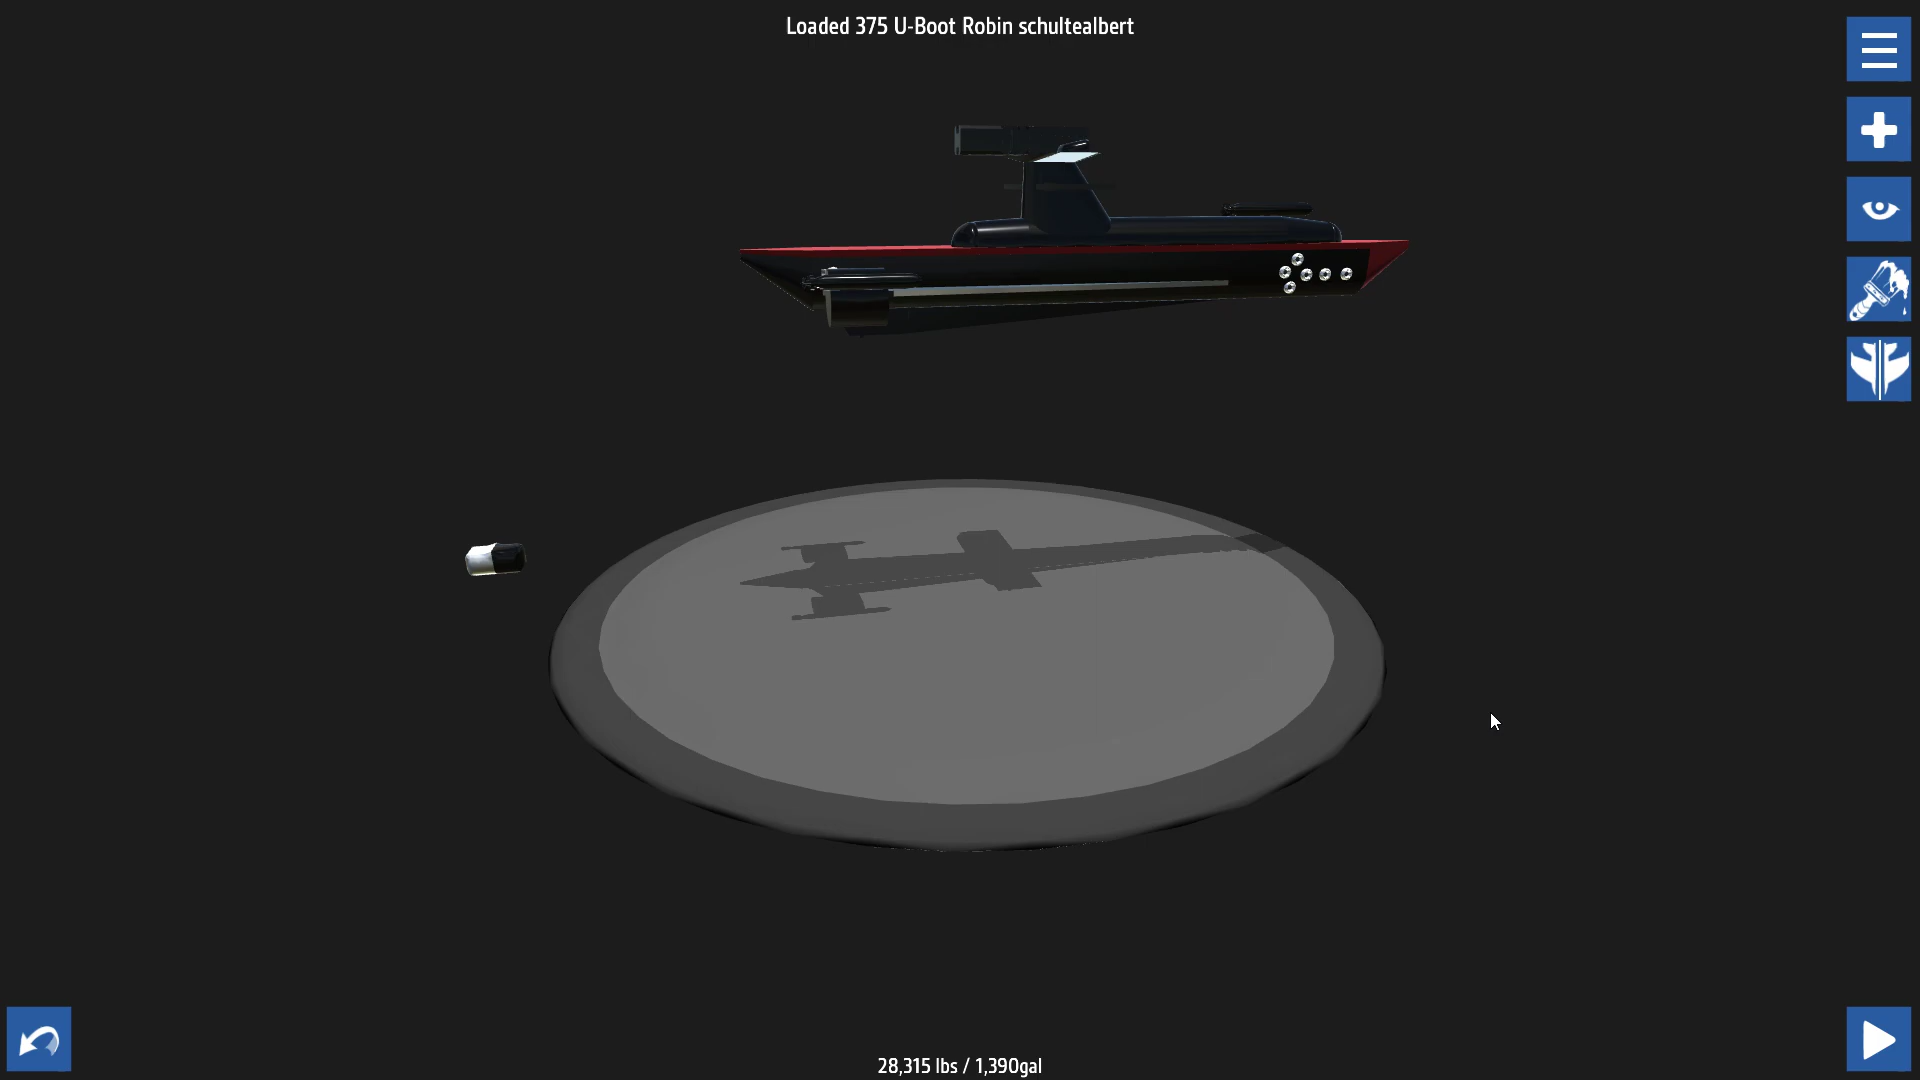 Loaded 375 U-Boot Robin schultealbert
28,315 lbs / 1,390gal